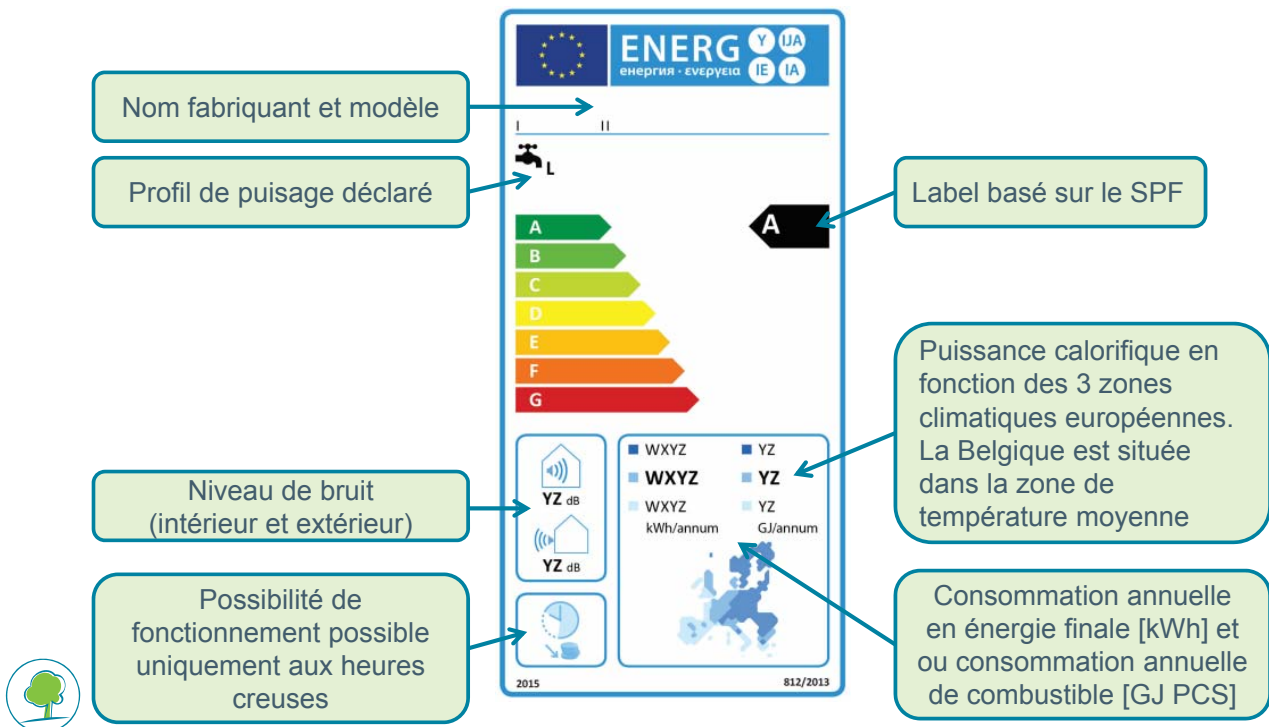 ENERG Y IJA
енергия · ενεργεια IE IA
Nom fabriquant et modèle
I II
Profil de puisage déclaré
L
Label basé sur le SPF
A
A
B
C
D
E
F
G
Puissance calorifique en
fonction des 3 zones
climatiques européennes.
La Belgique est située
dans la zone de
température moyenne
Niveau de bruit
(intérieur et extérieur)
YZ dB
YZ dB
WXYZ YZ
WXYZ YZ
WXYZ YZ
kWh/annum GJ/annum
Possibilité de
fonctionnement possible
uniquement aux heures
creuses
Consommation annuelle
en énergie finale [kWh] et
ou consommation annuelle
de combustible [GJ PCS]
2015 812/2013